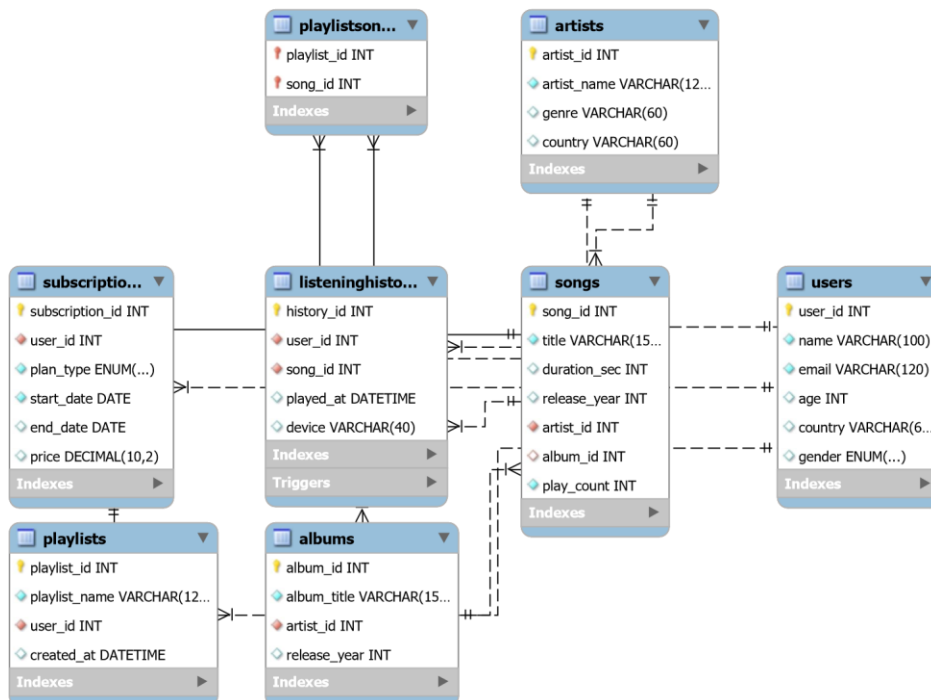 playlistson...
playlist_id INT
song_id INT
Indexes
artists
artist_id INT
artist_name VARCHAR(12...
genre VARCHAR(60)
country VARCHAR(60)
Indexes
subscriptio...
subscription_id INT
user_id INT
plan_type ENUM(...)
start_date DATE
end_date DATE
price DECIMAL(10,2)
Indexes
listeninghisto...
history_id INT
user_id INT
song_id INT
played_at DATETIME
device VARCHAR(40)
Indexes
Triggers
songs
song_id INT
title VARCHAR(15...
duration_sec INT
release_year INT
artist_id INT
album_id INT
play_count INT
Indexes
users
user_id INT
name VARCHAR(100)
email VARCHAR(120)
age INT
country VARCHAR(6...
gender ENUM(...)
Indexes
playlists
playlist_id INT
playlist_name VARCHAR(12...
user_id INT
created_at DATETIME
Indexes
albums
album_id INT
album_title VARCHAR(15...
artist_id INT
release_year INT
Indexes